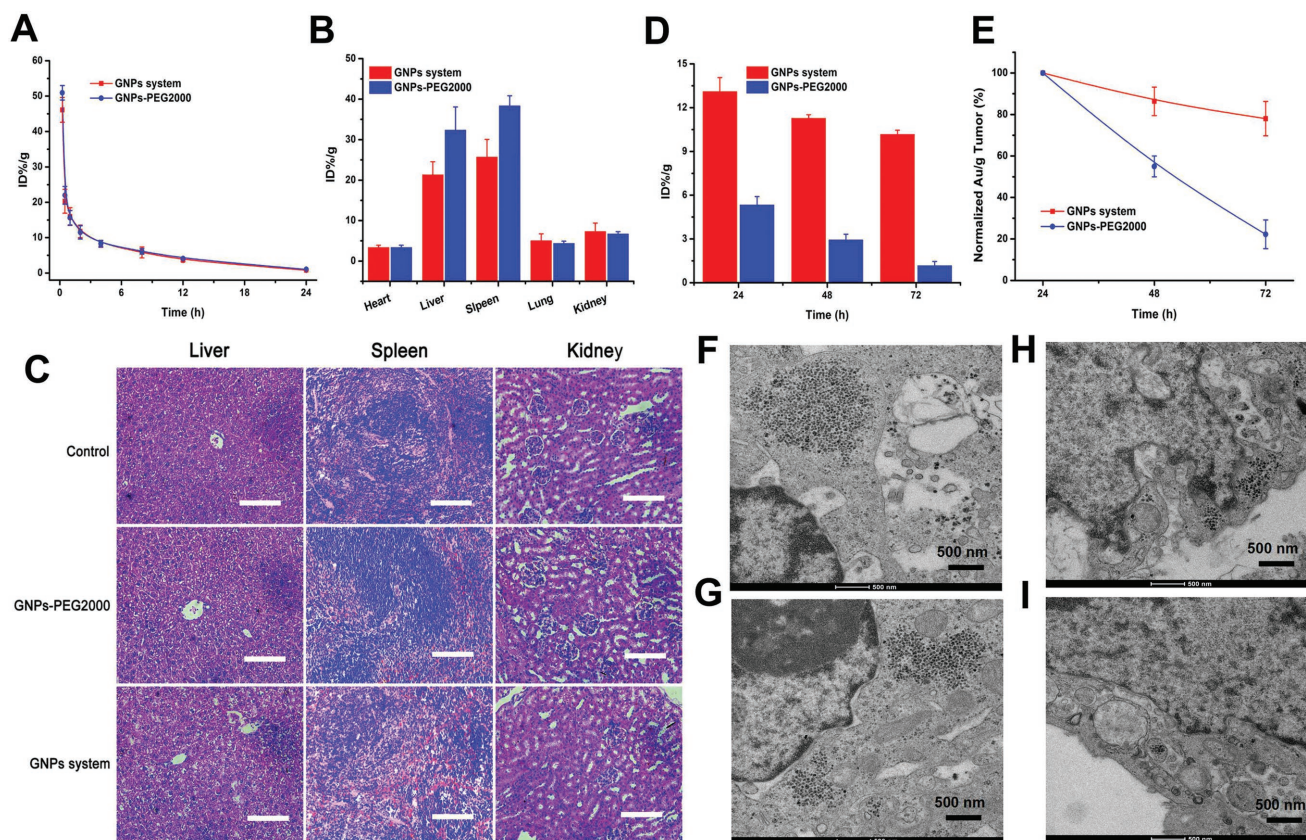 A
ID%/g
60
50
40
30
20
10
0
GNPs system
GNPs-PEG2000
0
6
12
18
24
Time (h)
B
ID%/g
50
40
30
20
10
0
GNPs system
GNPs-PEG2000
Heart
Liver
Slpeen
Lung
Kidney
D
ID%/g
15
12
9
6
3
0
GNPs system
GNPs-PEG2000
24
48
72
Time (h)
E
Normalized Au/g Tumor (%)
100
80
60
40
20
0
GNPs system
GNPs-PEG2000
24
48
72
Time (h)
C
Liver
Spleen
Kidney
Control
GNPs-PEG2000
GNPs system
F
500 nm
500 nm
H
500 nm
500 nm
G
500 nm
I
500 nm
500 nm